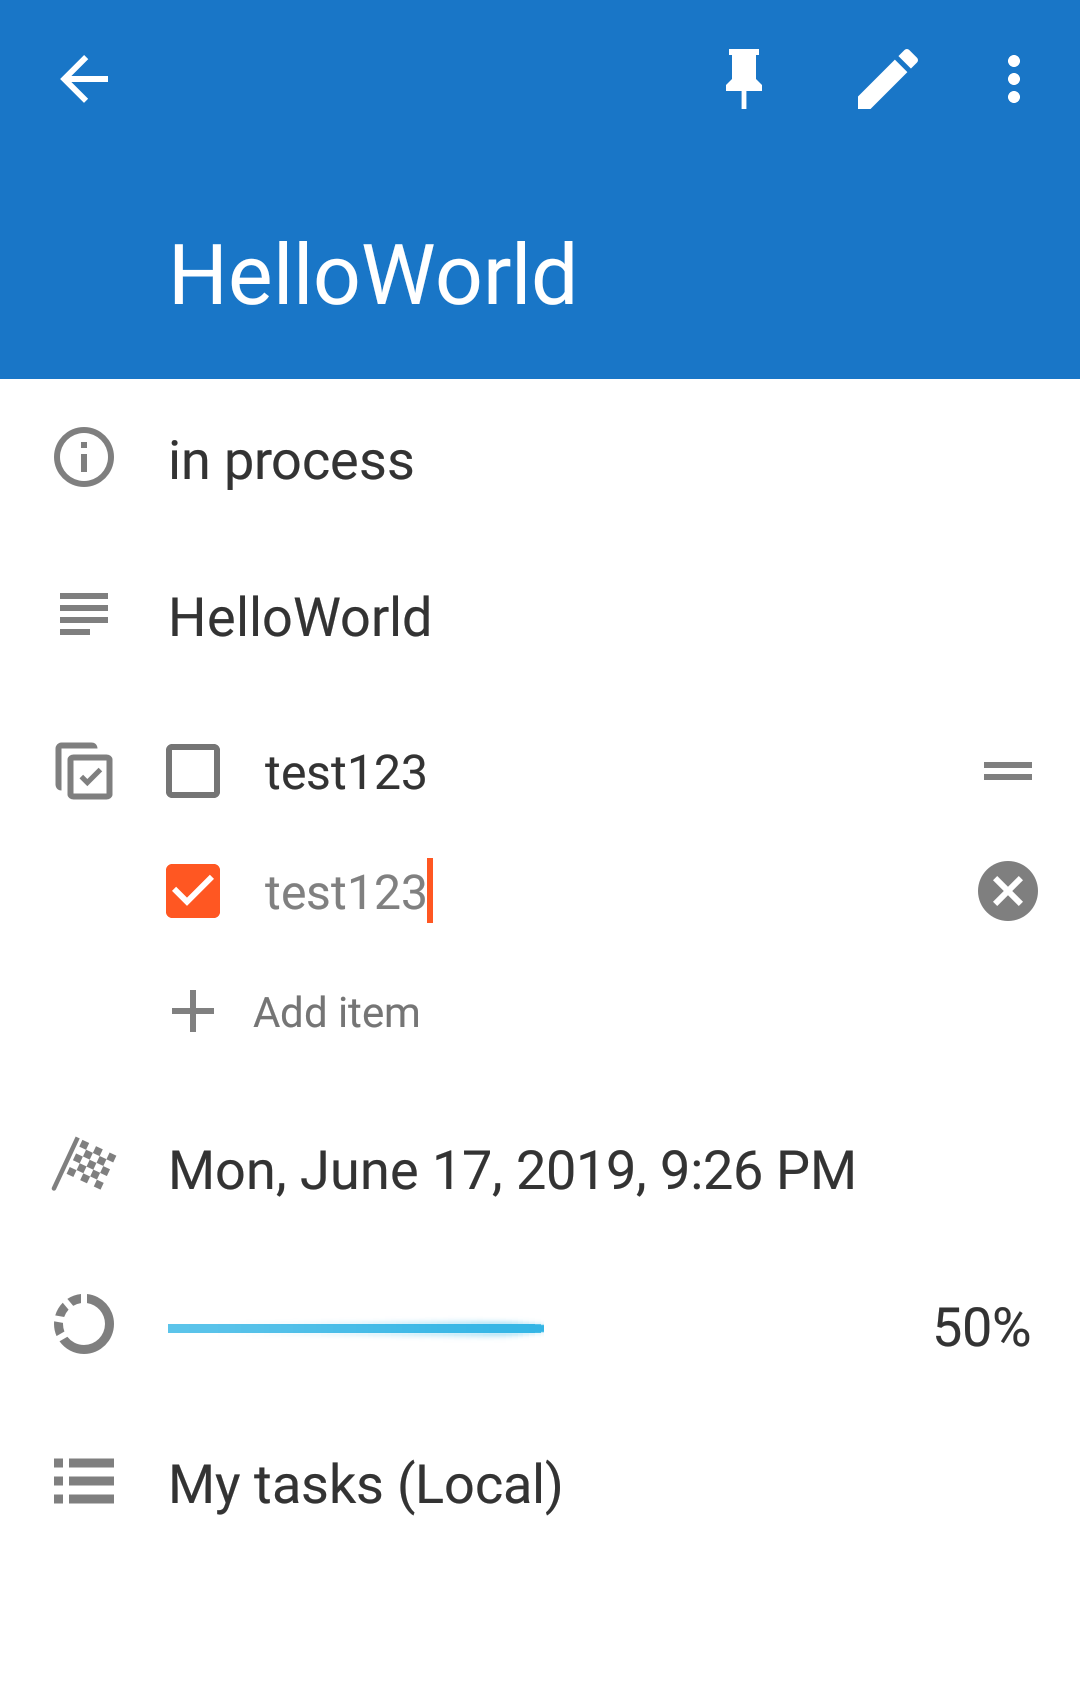 HelloWorld
in process
HelloWorld
test123
test123
Add item
Mon, June 17, 2019, 9:26 PM
50%
My tasks (Local)